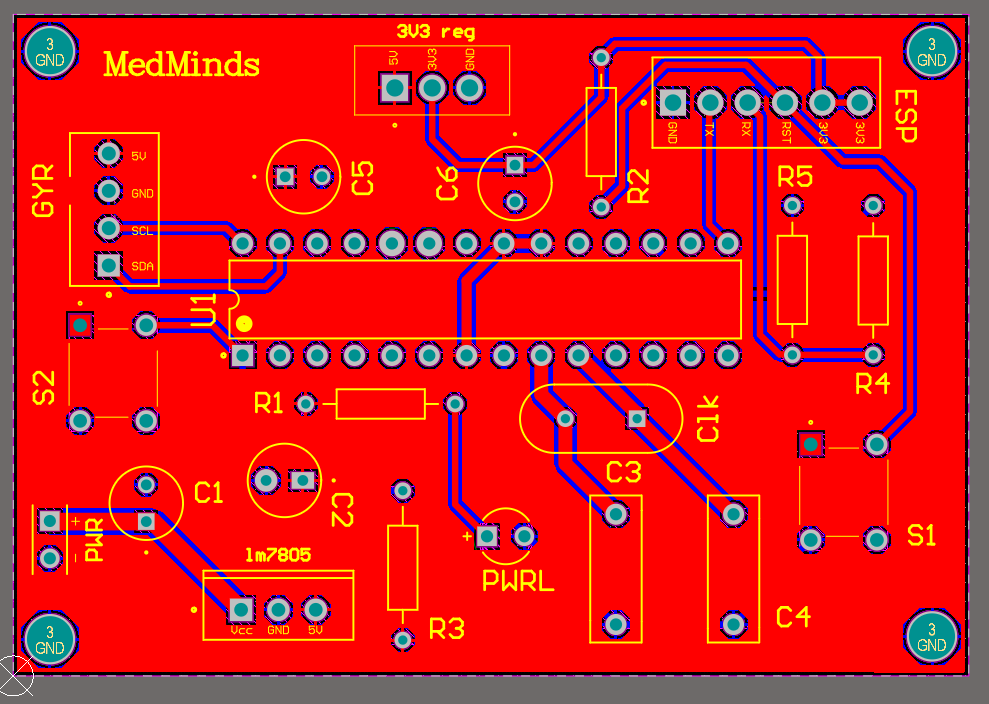 3V3 reg
3
GND
MedMinds
5V
3V3
GND
3
GND
ESP
GND
TX
RX
RST
3V3
3V3
GYR
5V
GND
SCL
SDA
C5
C6
R2
R5
U1
S2
R1
Clk
R4
C3
C1
C2
PWR
+
-
lm7805
+
PWRL
S1
Vcc
GND
5V
R3
C4
3
GND
3
GND